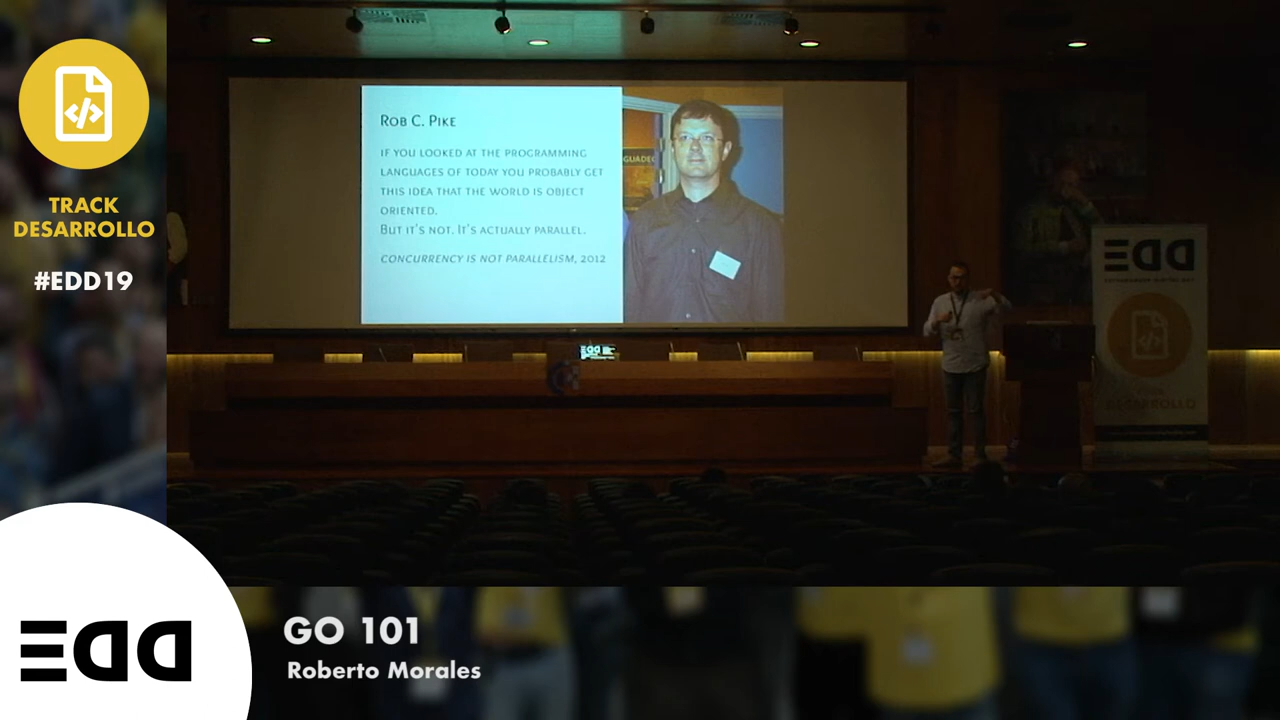 TRACK
DESARROLLO
#EDD19
ROB C. PIKE
IF YOU LOOKED AT THE PROGRAMMING
LANGUAGES OF TODAY YOU PROBABLY GET
THIS IDEA THAT THE WORLD IS OBJECT
ORIENTED.
BUT IT'S NOT. IT'S ACTUALLY PARALLEL.
CONCURRENCY IS NOT PARALLELISM, 2012
EDD
DESARROLLO
EDD
GO 101
Roberto Morales